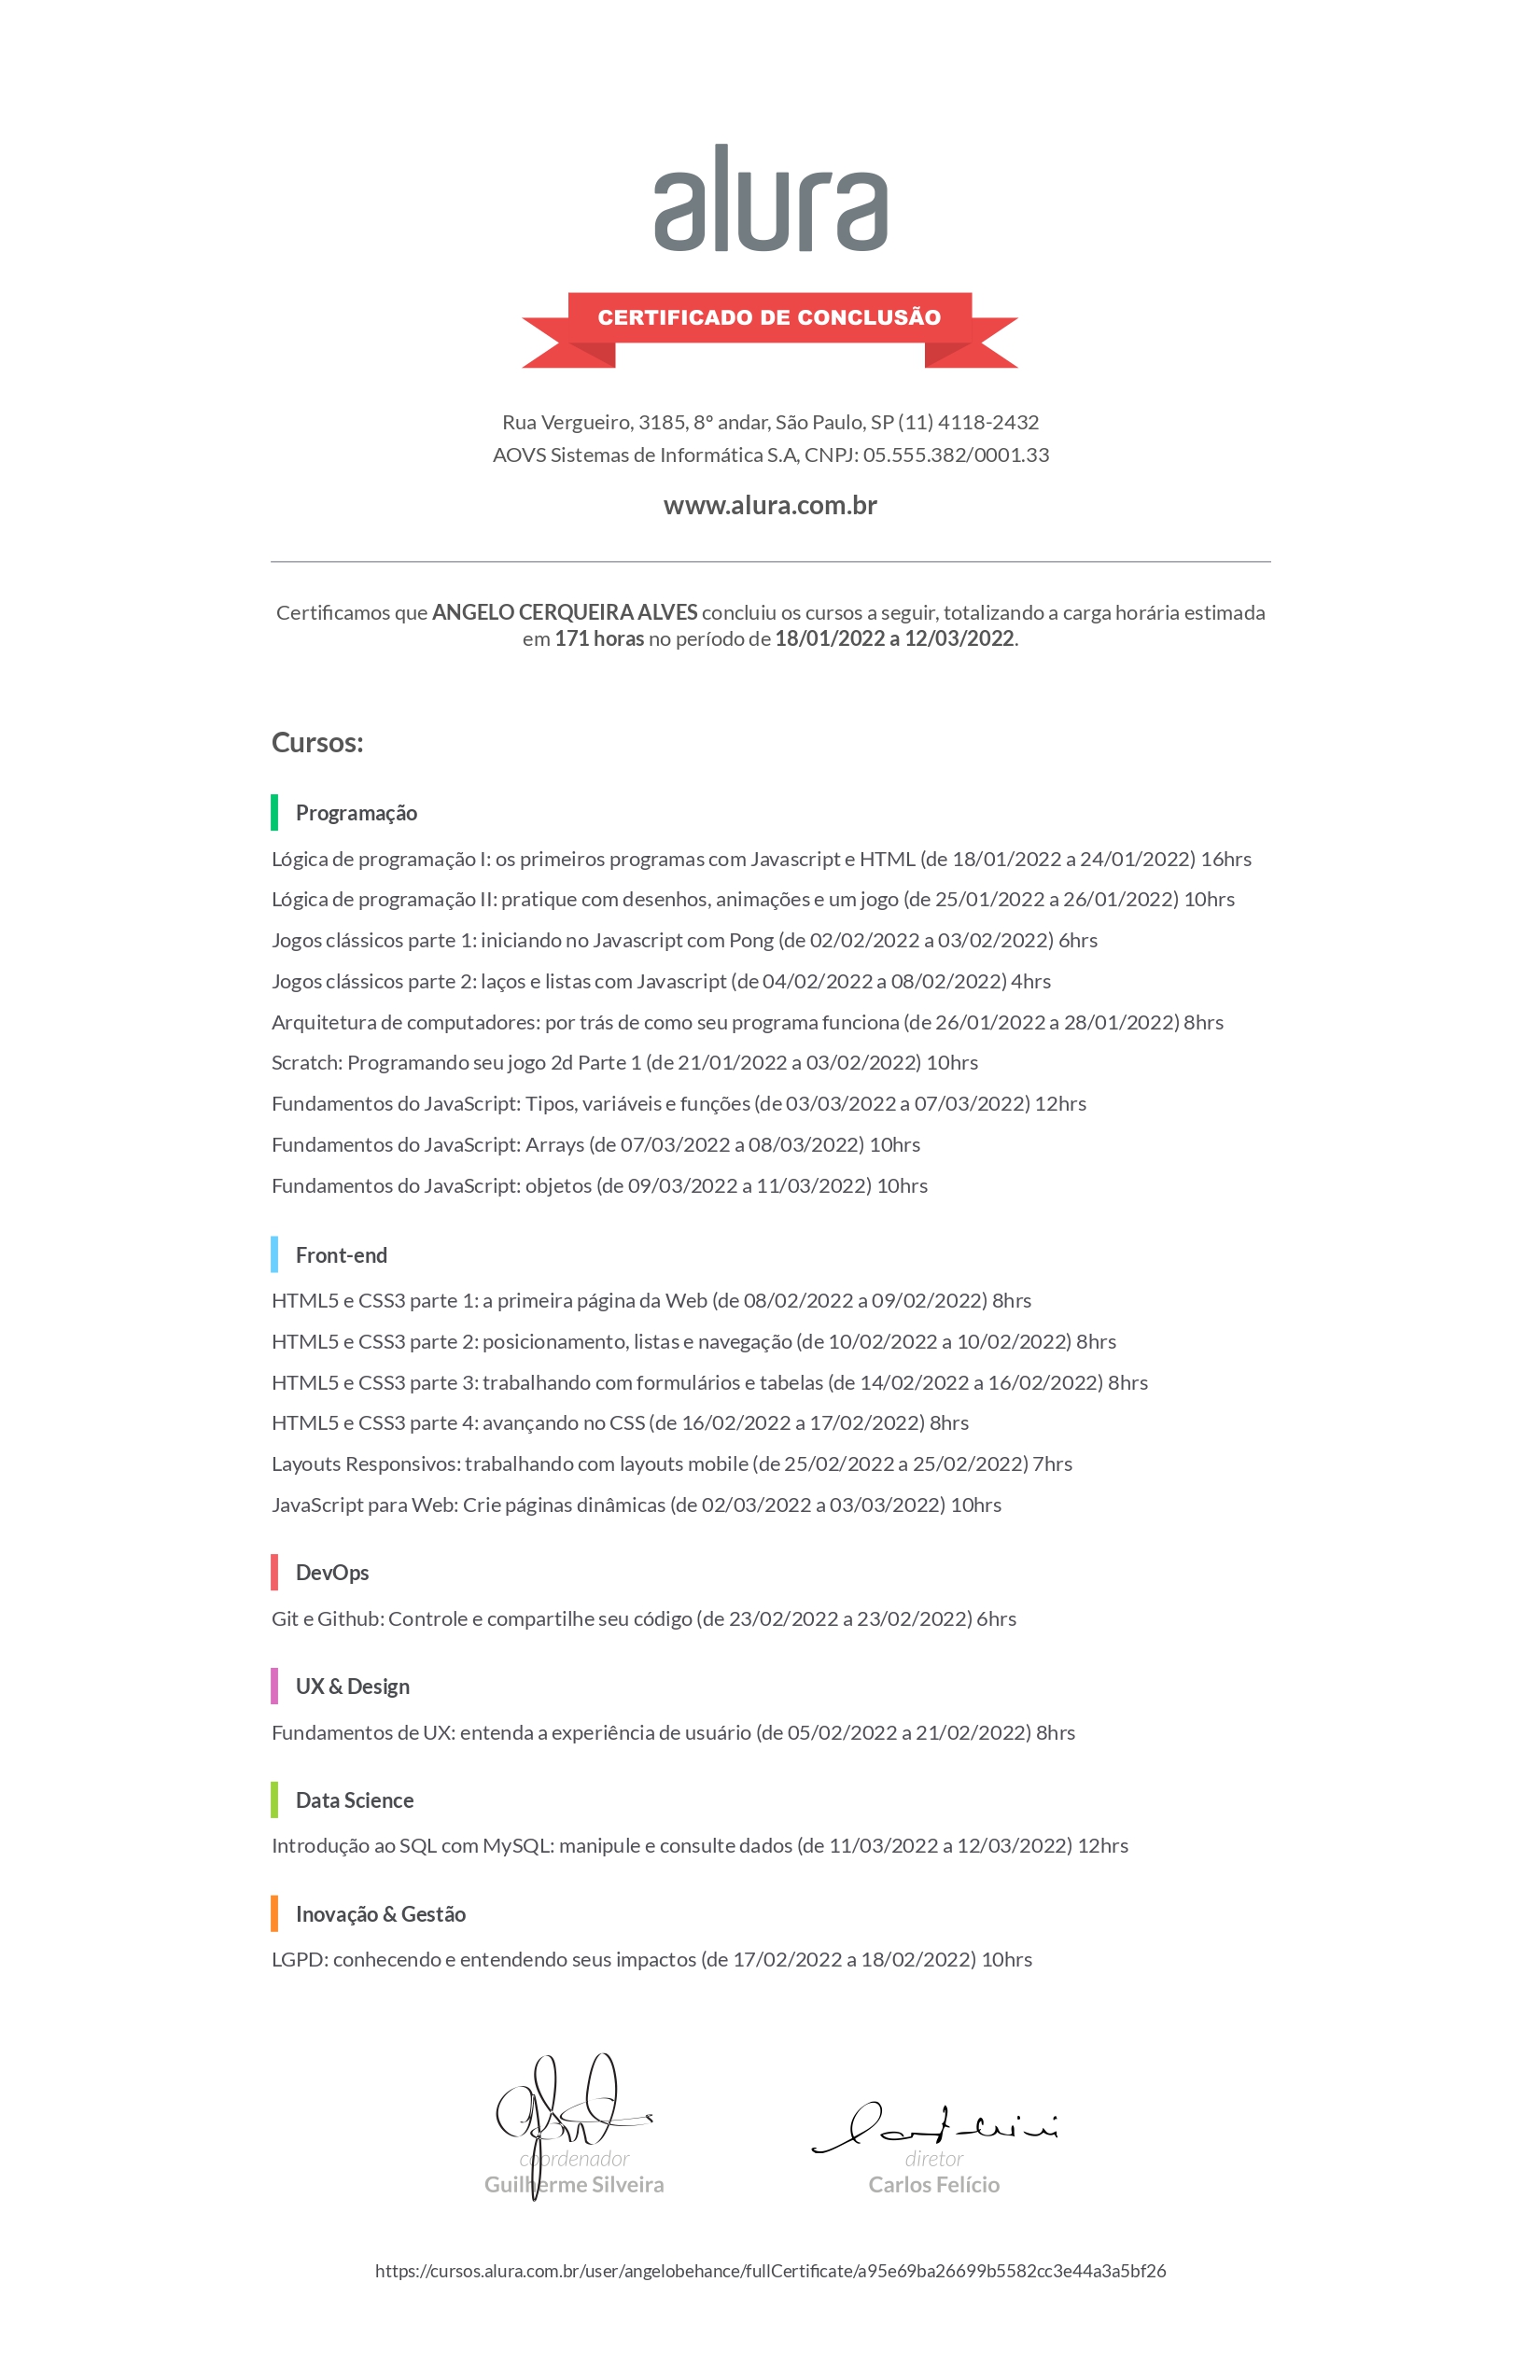 alura
CERTIFICADO DE CONCLUSÃO
Rua Vergueiro, 3185, 8º andar, São Paulo, SP (11) 4118-2432
AOVS Sistemas de Informática S.A, CNPJ: 05.555.382/0001.33
www.alura.com.br
Certificamos que ANGELO CERQUEIRA ALVES concluiu os cursos a seguir, totalizando a carga horária estimada
em 171 horas no período de 18/01/2022 a 12/03/2022.
Cursos:
Programação
Lógica de programação I: os primeiros programas com Javascript e HTML (de 18/01/2022 a 24/01/2022) 16hrs
Lógica de programação II: pratique com desenhos, animações e um jogo (de 25/01/2022 a 26/01/2022) 10hrs
Jogos clássicos parte 1: iniciando no Javascript com Pong (de 02/02/2022 a 03/02/2022) 6hrs
Jogos clássicos parte 2: laços e listas com Javascript (de 04/02/2022 a 08/02/2022) 4hrs
Arquitetura de computadores: por trás de como seu programa funciona (de 26/01/2022 a 28/01/2022) 8hrs
Scratch: Programando seu jogo 2d Parte 1 (de 21/01/2022 a 03/02/2022) 10hrs
Fundamentos do JavaScript: Tipos, variáveis e funções (de 03/03/2022 a 07/03/2022) 12hrs
Fundamentos do JavaScript: Arrays (de 07/03/2022 a 08/03/2022) 10hrs
Fundamentos do JavaScript: objetos (de 09/03/2022 a 11/03/2022) 10hrs
Front-end
HTML5 e CSS3 parte 1: a primeira página da Web (de 08/02/2022 a 09/02/2022) 8hrs
HTML5 e CSS3 parte 2: posicionamento, listas e navegação (de 10/02/2022 a 10/02/2022) 8hrs
HTML5 e CSS3 parte 3: trabalhando com formulários e tabelas (de 14/02/2022 a 16/02/2022) 8hrs
HTML5 e CSS3 parte 4: avançando no CSS (de 16/02/2022 a 17/02/2022) 8hrs
Layouts Responsivos: trabalhando com layouts mobile (de 25/02/2022 a 25/02/2022) 7hrs
JavaScript para Web: Crie páginas dinâmicas (de 02/03/2022 a 03/03/2022) 10hrs
DevOps
Git e Github: Controle e compartilhe seu código (de 23/02/2022 a 23/02/2022) 6hrs
UX & Design
Fundamentos de UX: entenda a experiência de usuário (de 05/02/2022 a 21/02/2022) 8hrs
Data Science
Introdução ao SQL com MySQL: manipule e consulte dados (de 11/03/2022 a 12/03/2022) 12hrs
Inovação & Gestão
LGPD: conhecendo e entendendo seus impactos (de 17/02/2022 a 18/02/2022) 10hrs
coordenador diretor
Guilherme Silveira Carlos Felício
https://cursos.alura.com.br/user/angelobehance/fullCertificate/a95e69ba26699b5582cc3e44a3a5bf26